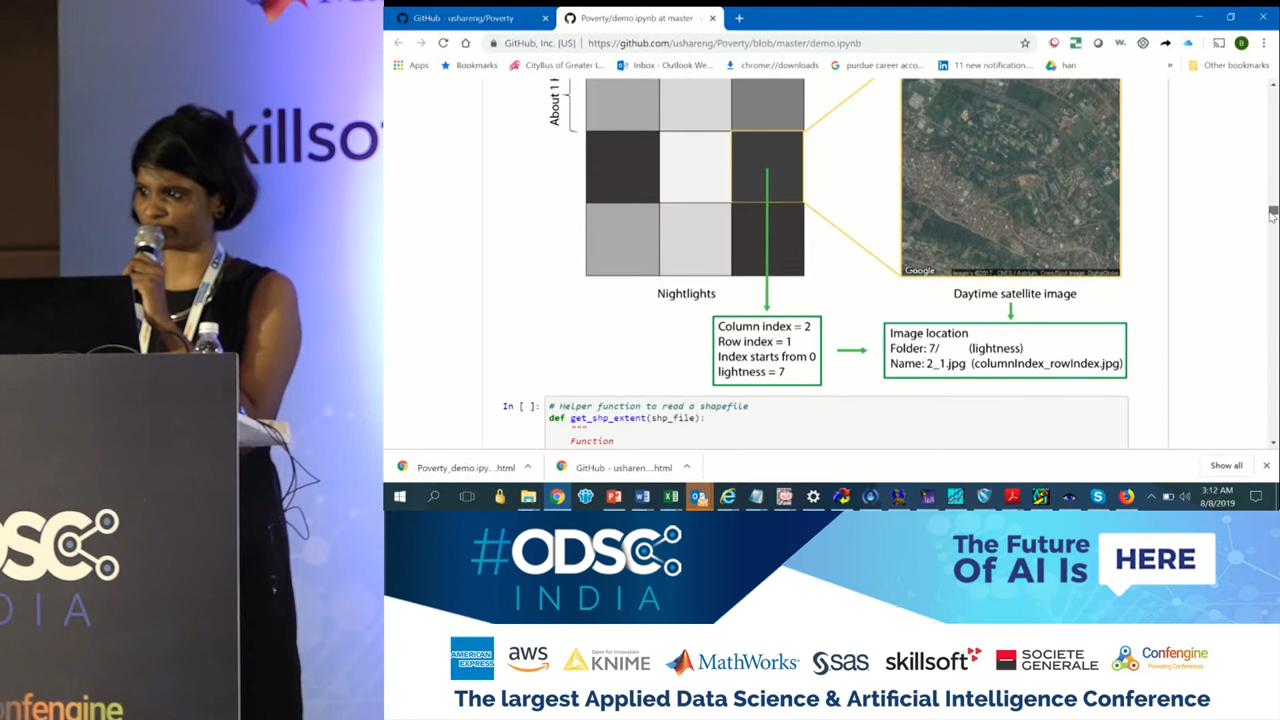 killso
DSC
DIA
onfengine
GitHub - ushareng/Poverty
Poverty/demo.ipynb at master
GitHub, Inc. [US]
https://github.com/ushareng/Poverty/blob/master/demo.ipynb
Apps
Bookmarks
CityBus of Greater L...
Inbox - Outlook We...
chrome://downloads
purdue career acco...
11 new notification...
han
»
Other bookmarks
About 1
Google
Nightlights
Daytime satellite image
Column index = 2
Row index = 1
Index starts from 0
lightness = 7
Image location
Folder: 7/ (lightness)
Name: 2_1.jpg (columnIndex_rowIndex.jpg)
In [ ]:
# Helper function to read a shapefile
def get_shp_extent(shp_file):
"""
Function
Poverty_demo.ipy....html
GitHub - usharen....html
Show all
3:12 AM
8/8/2019
#ODSC
INDIA
The Future
Of AI Is
HERE
AMERICAN
EXPRESS
aws
Open for Innovation
KNIME
MathWorks
sas
skillsoft
SOCIETE
GENERALE
Confengine
Powering Conferences
The largest Applied Data Science & Artificial Intelligence Conference